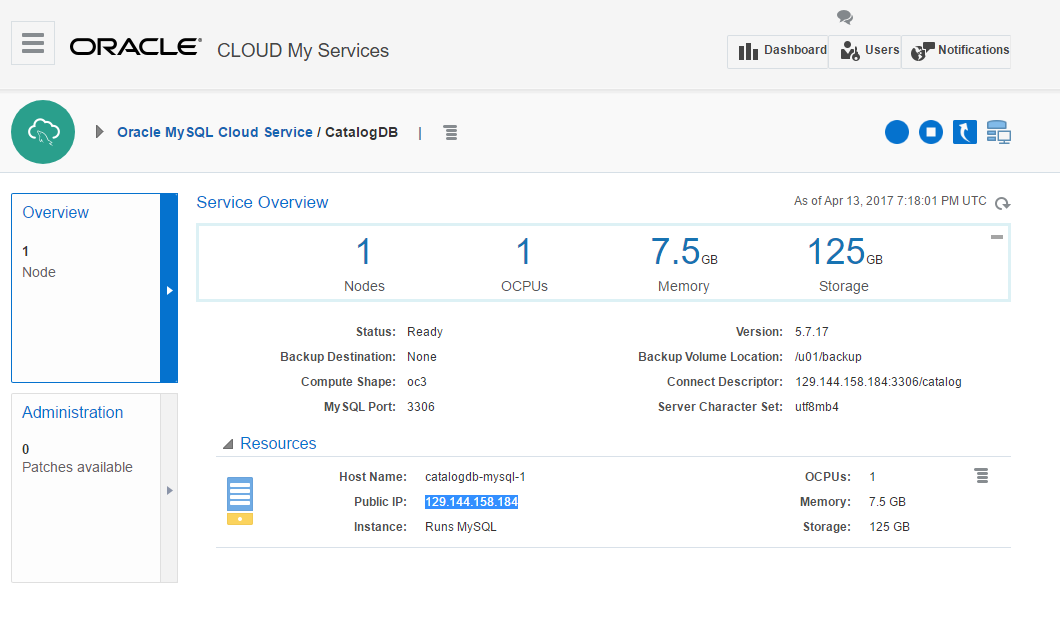 ORACLE® CLOUD My Services
Dashboard Users Notifications
Oracle MySQL Cloud Service / CatalogDB |
Overview
1
Node
Administration
0
Patches available
Service Overview As of Apr 13, 2017 7:18:01 PM UTC
1 1 7.5 GB 125 GB
Nodes OCPUs Memory Storage
Status: Ready Version: 5.7.17
Backup Destination: None Backup Volume Location: /u01/backup
Compute Shape: oc3 Connect Descriptor: 129.144.158.184:3306/catalog
MySQL Port: 3306 Server Character Set: utf8mb4
Resources
Host Name: catalogdb-mysql-1 OCPUs: 1
Public IP: 129.144.158.184 Memory: 7.5 GB
Instance: Runs MySQL Storage: 125 GB